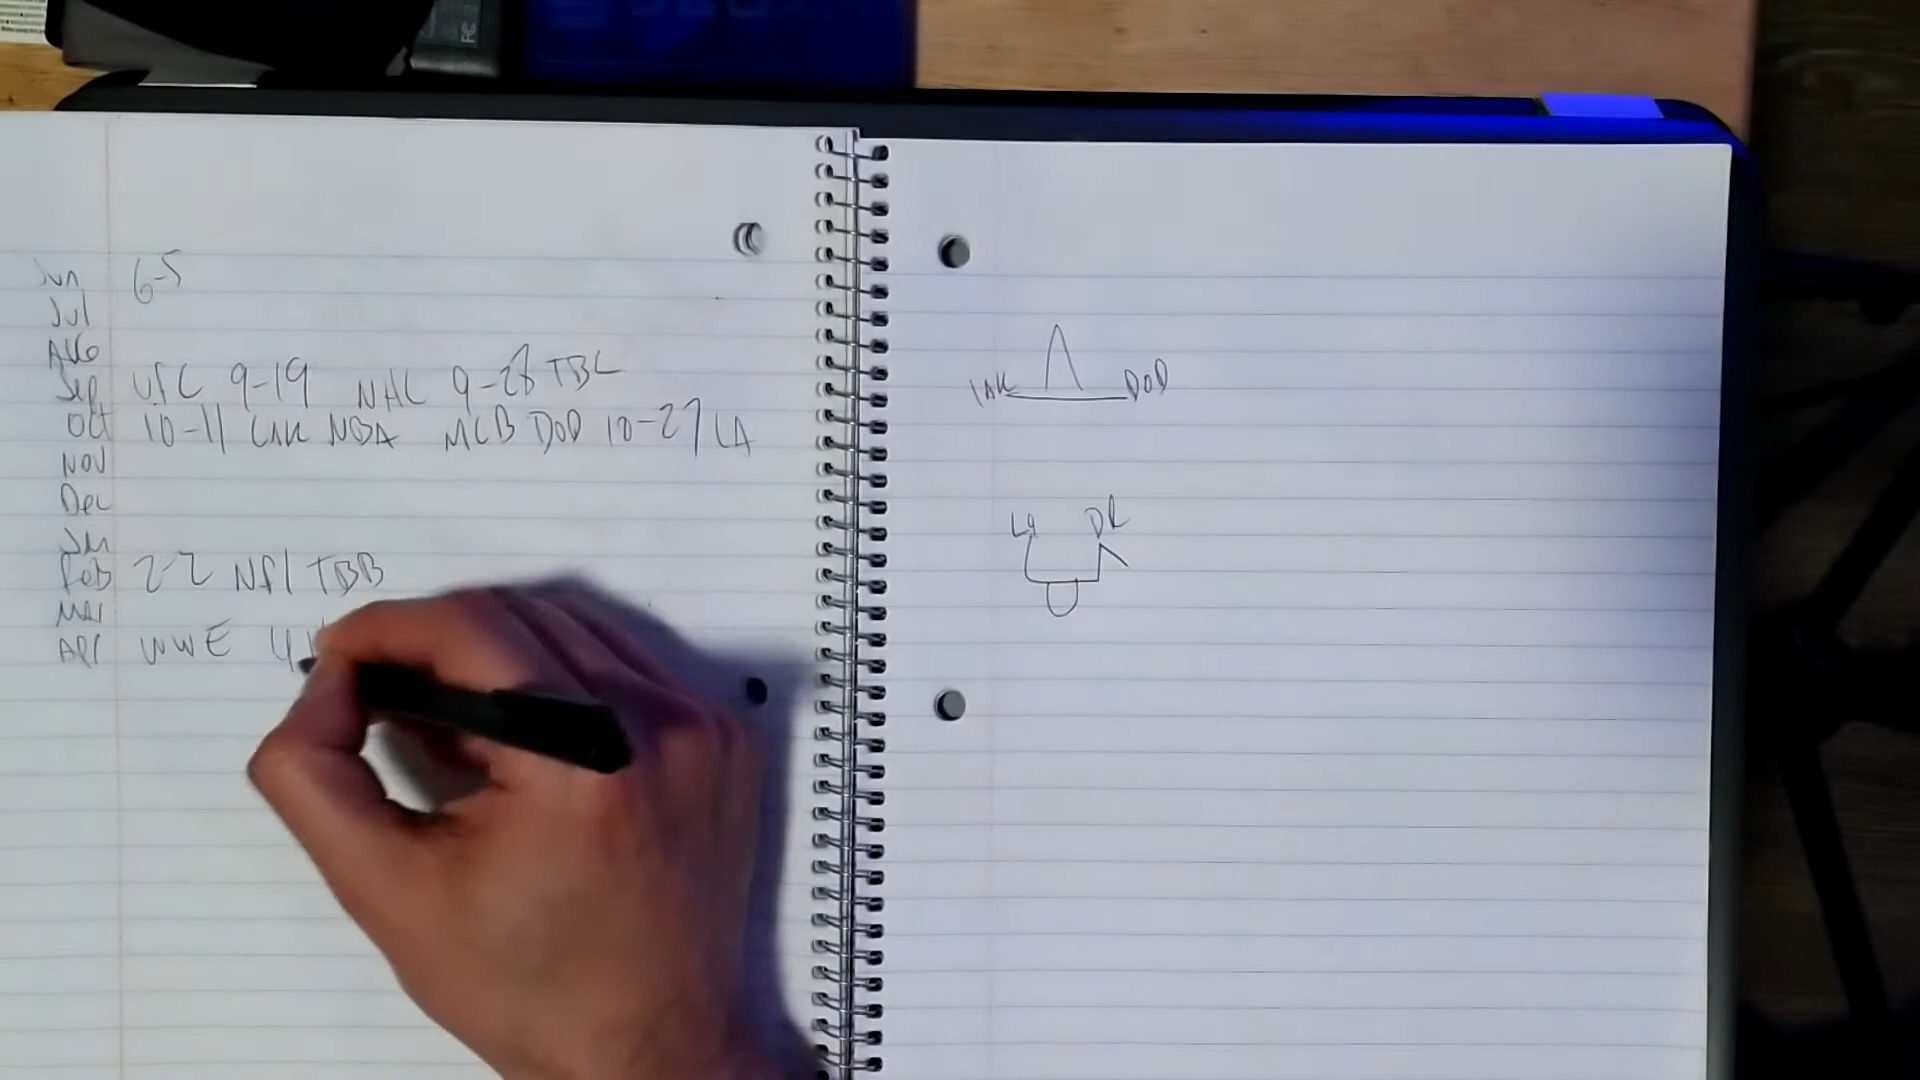 Jun 6-5
Jul
AUG
Sep UFC 9-19 NHL 9-28 TBL
Oct 10-11 LAK NBA MLB DOD 10-27 LA
NOV
Dec
Jan
Feb 2-2 NFl TBB
Mar
APr WWE 4
LAK DOD
LA